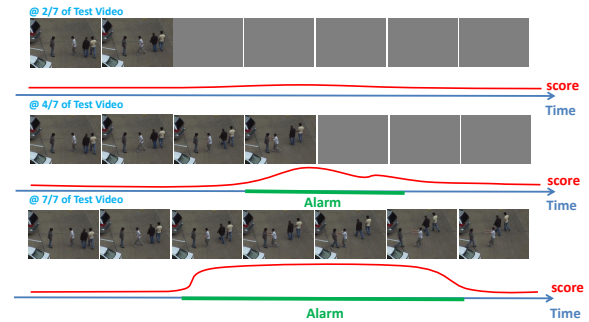 @ 2/7 of Test Video
score
Time
@ 4/7 of Test Video
score
Alarm
Time
@ 7/7 of Test Video
score
Alarm
Time